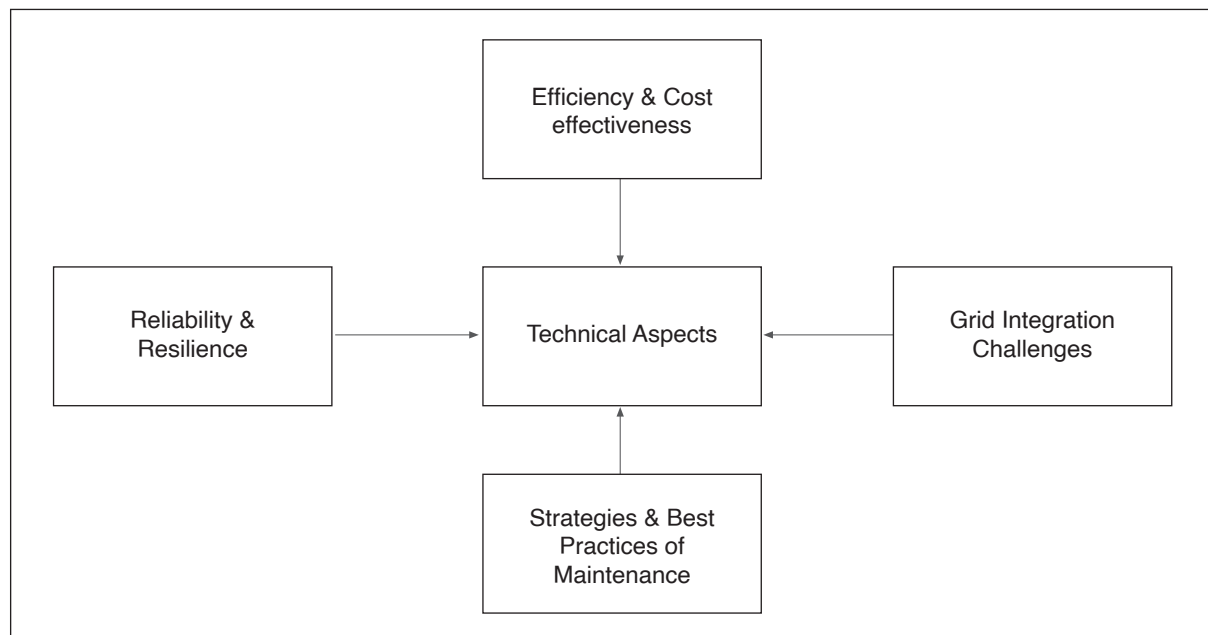 Efficiency & Cost
effectiveness
Reliability &
Resilience
Technical Aspects
Grid Integration
Challenges
Strategies & Best
Practices of
Maintenance